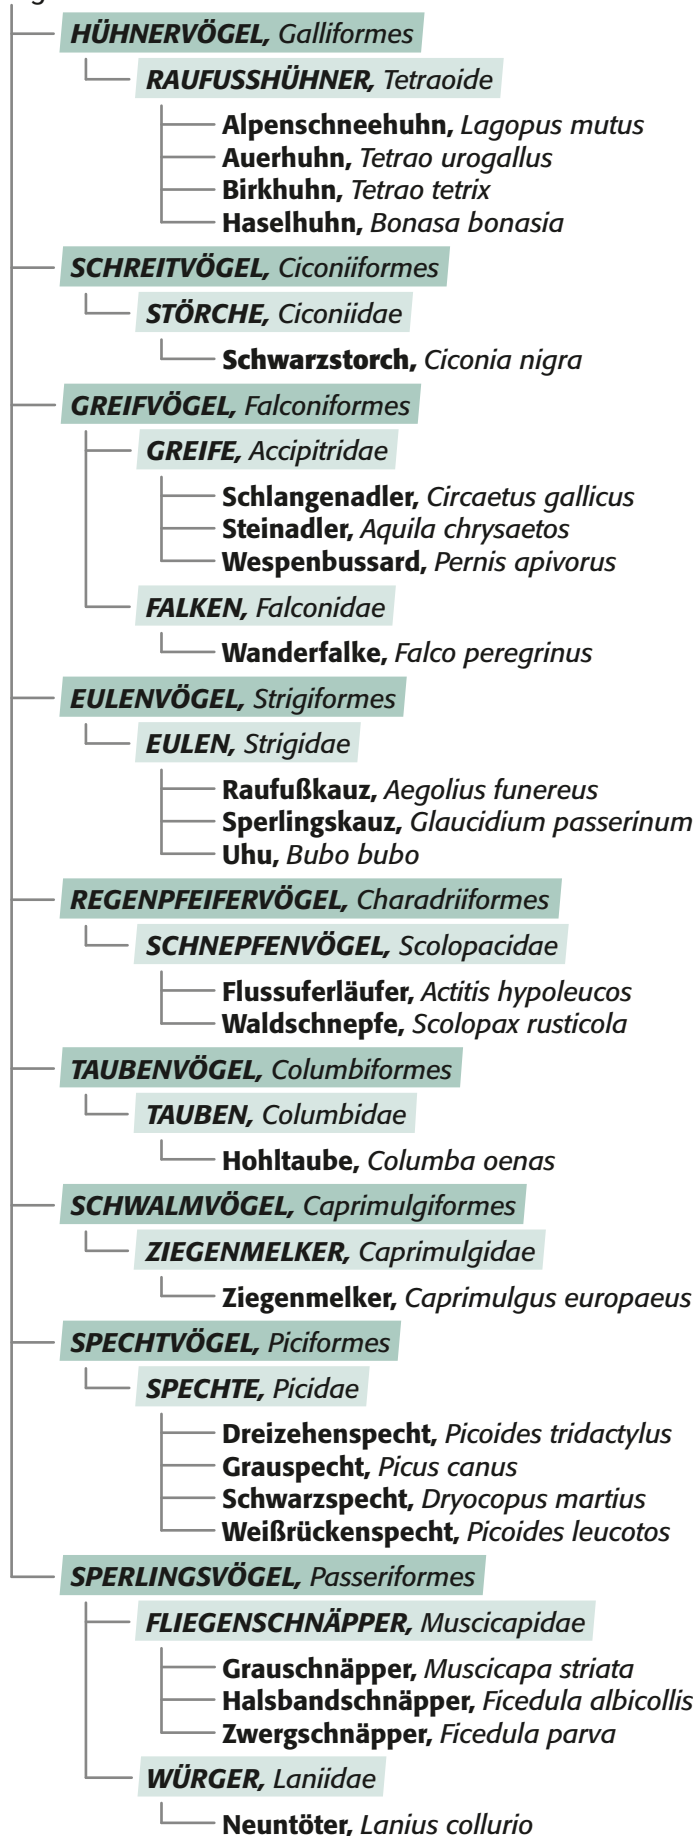 HÜHNERVÖGEL, Galliformes
RAUFUSSHÜHNER, Tetraoide
Alpenschneehuhn, Lagopus mutus
Auerhuhn, Tetrao urogallus
Birkhuhn, Tetrao tetrix
Haselhuhn, Bonasa bonasia
SCHREITVÖGEL, Ciconiiformes
STÖRCHE, Ciconiidae
Schwarzstorch, Ciconia nigra
GREIFVÖGEL, Falconiformes
GREIFE, Accipitridae
Schlangenadler, Circaetus gallicus
Steinadler, Aquila chrysaetos
Wespenbussard, Pernis apivorus
FALKEN, Falconidae
Wanderfalke, Falco peregrinus
EULENVÖGEL, Strigiformes
EULEN, Strigidae
Raufußkauz, Aegolius funereus
Sperlingskauz, Glaucidium passerinum
Uhu, Bubo bubo
REGENPFEIFERVÖGEL, Charadriiformes
SCHNEPFENVÖGEL, Scolopacidae
Flussuferläufer, Actitis hypoleucos
Waldschnepfe, Scolopax rusticola
TAUBENVÖGEL, Columbiformes
TAUBEN, Columbidae
Hohltaube, Columba oenas
SCHWALMVÖGEL, Caprimulgiformes
ZIEGENMELKER, Caprimulgidae
Ziegenmelker, Caprimulgus europaeus
SPECHTVÖGEL, Piciformes
SPECHTE, Picidae
Dreizehenspecht, Picoides tridactylus
Grauspecht, Picus canus
Schwarzspecht, Dryocopus martius
Weißrückenspecht, Picoides leucotos
SPERLINGSVÖGEL, Passeriformes
FLIEGENSCHNÄPPER, Muscicapidae
Grauschnäpper, Muscicapa striata
Halsbandschnäpper, Ficedula albicollis
Zwergschnäpper, Ficedula parva
WÜRGER, Laniidae
Neuntöter, Lanius collurio